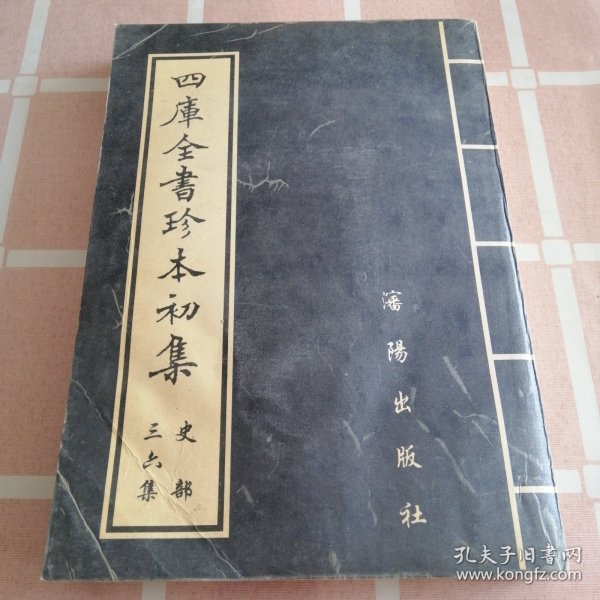 四庫全書珍本初集
史部
三六集
瀋陽出版社
孔夫子旧書网
www.kongfz.com